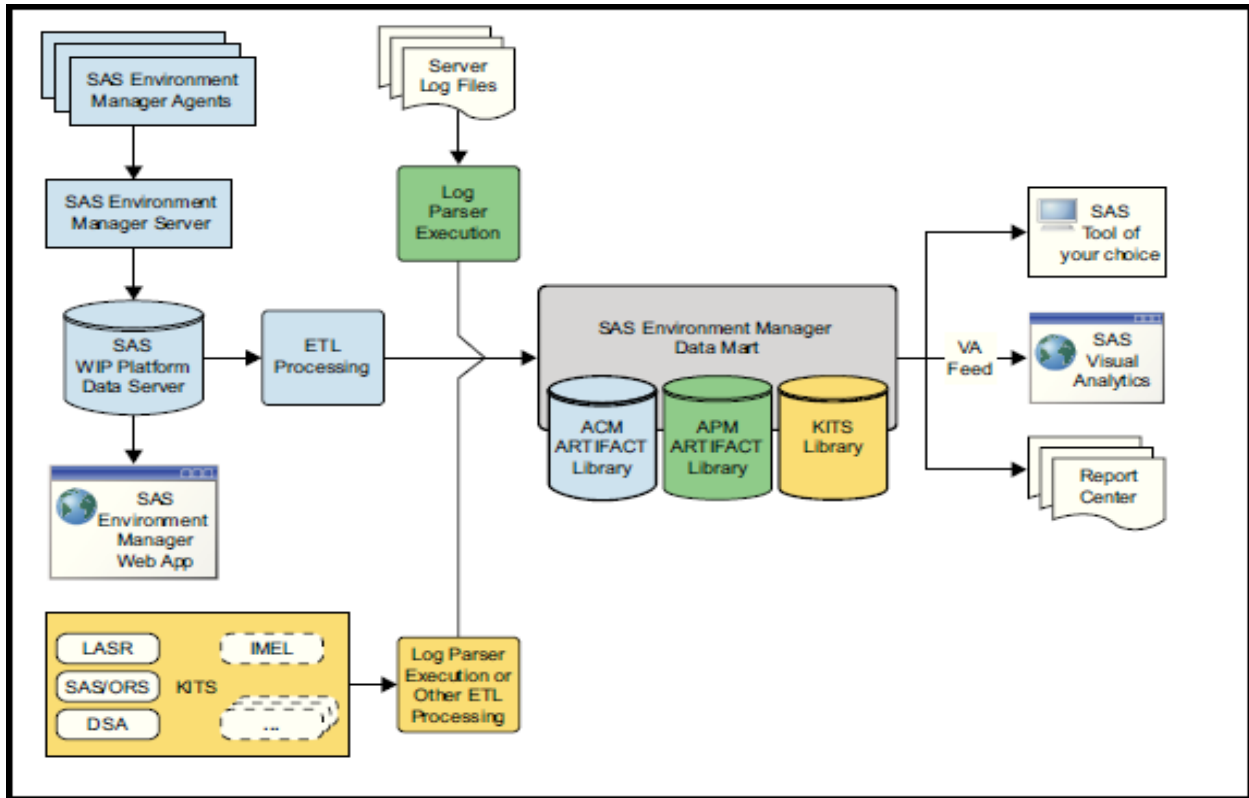 SAS Environment
Manager Agents
Server
Log Files
SAS Environment
Manager Server
Log
Parser
Execution
SAS
Tool of
your choice
SAS
WIP Platform
Data Server
ETL
Processing
SAS Environment Manager
Data Mart
ACM
ARTIFACT
Library
APM
ARTIFACT
Library
KITS
Library
VA
Feed
SAS
Visual
Analytics
Report
Center
SAS
Environment
Manager
Web App
LASR
SAS/ORS
DSA
KITS
IMEL
...
Log Parser
Execution or
Other ETL
Processing